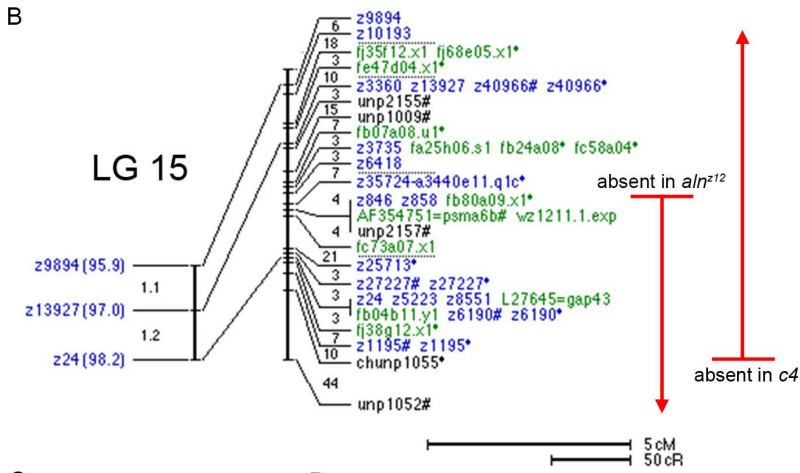 B
z9894
6
z10193
18
fj35f12.x1 fj68e05.x1♦
3
fe47d04.x1♦
10
z3360 z13927 z40966# z40966♦
3
unp2155#
15
unp1009#
7
fb07a08.u1♦
3
z3735 fa25h06.s1 fb24a08♦ fc58a04♦
3
z6418
7
z35724-a3440e11.q1c♦
4
z846 z858 fb80a09.x1♦
AF354751=psma6b# wz1211.1.exp
4
unp2157#
fc73a07.x1
21
z25713♦
3
z27227# z27227♦
3
z24 z5223 z8551 L27645=gap43
fb04b11.y1 z6190# z6190♦
3
fj38g12.x1♦
7
z1195# z1195♦
10
chunp1055♦
44
unp1052#
LG 15
z9894(95.9)
1.1
z13927(97.0)
1.2
z24(98.2)
absent in alnz12
absent in c4
5 cM
50 cR